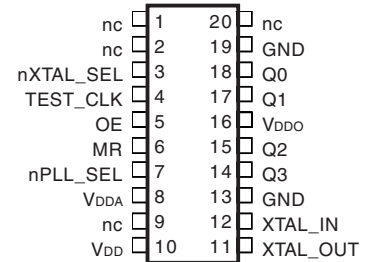 nc 1 20 nc
nc 2 19 GND
nXTAL_SEL 3 18 Q0
TEST_CLK 4 17 Q1
OE 5 16 VDDO
MR 6 15 Q2
nPLL_SEL 7 14 Q3
VDDA 8 13 GND
nc 9 12 XTAL_IN
VDD 10 11 XTAL_OUT